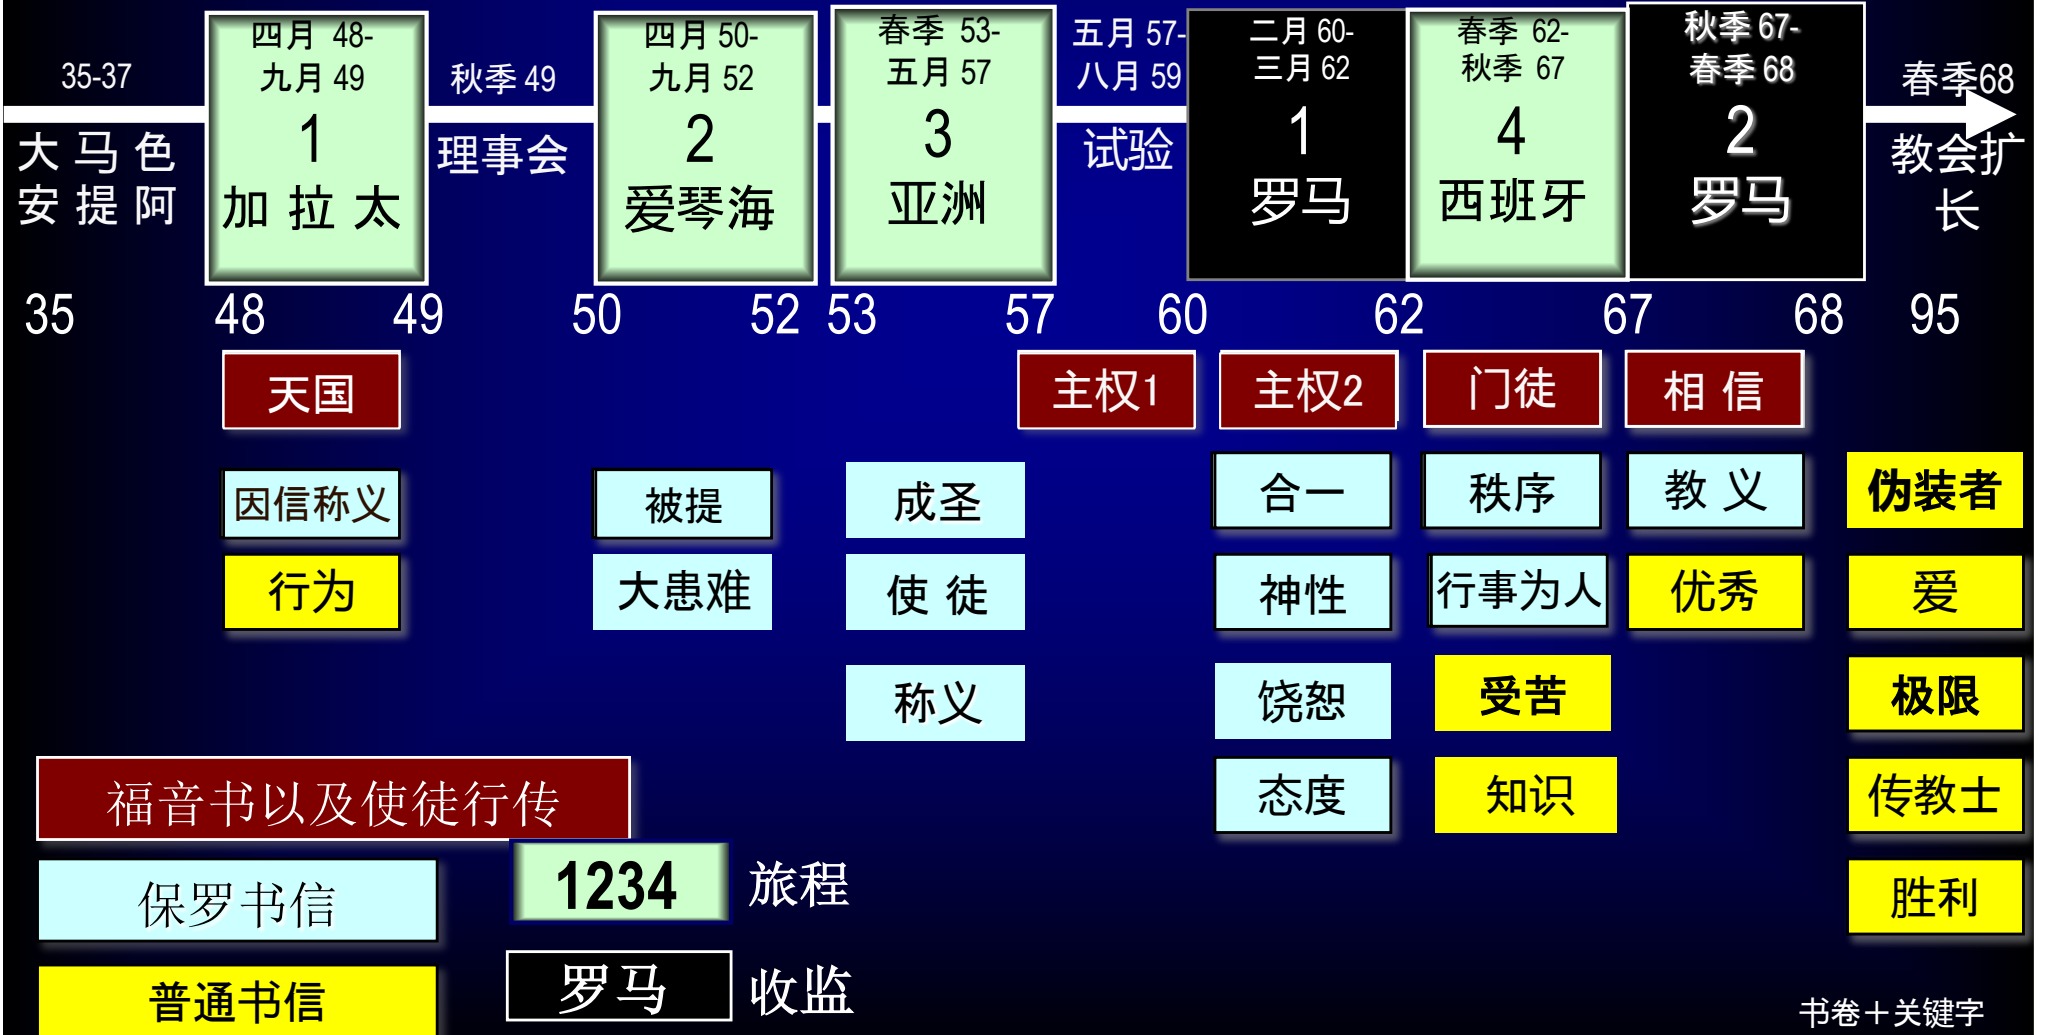 35-37
大 马 色
安 提 阿
四月 48-
九月 49
1
加 拉 太
秋季 49
理事会
四月 50-
九月 52
2
爱琴海
春季 53-
五月 57
3
亚洲
五月 57-
八月 59
试验
二月 60-
三月 62
1
罗马
春季 62-
秋季 67
4
西班牙
秋季 67-
春季 68
2
罗马
春季68
教会扩
长
35 48 49 50 52 53 57 60 62 67 68 95
天国 主权1 主权2 门徒 相 信
因信称义 被提 成圣 合一 秩序 教 义 伪装者
行为 大患难 使 徒 神性 行事为人 优秀 爱
称义 饶恕 受苦 极限
态度 知识 传教士
胜利
福音书以及使徒行传
保罗书信
普通书信
1234 旅程
罗马 收监
书卷＋关键字